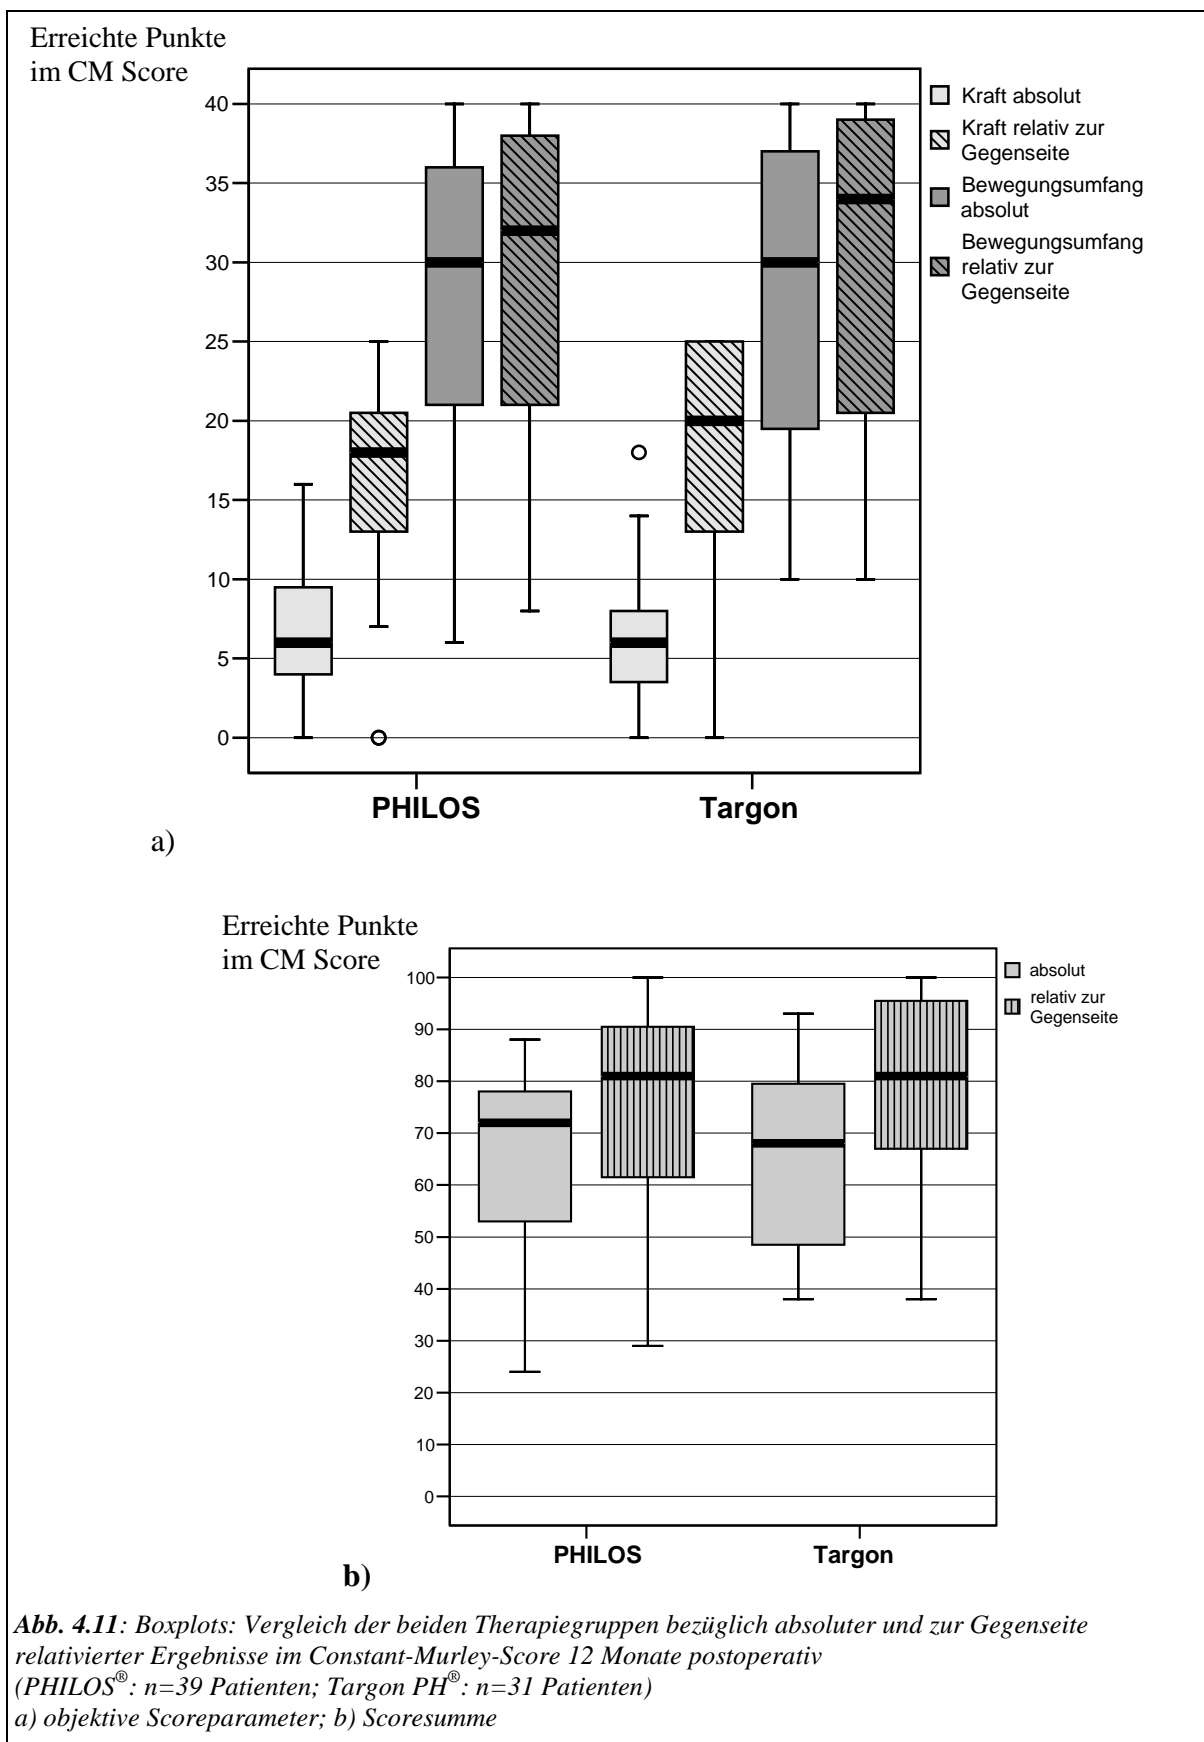 Erreichte Punkte
im CM Score
40
35
30
25
20
15
10
5
0
Kraft absolut
Kraft relativ zur
Gegenseite
Bewegungsumfang
absolut
Bewegungsumfang
relativ zur
Gegenseite
PHILOS
Targon
a)
Erreichte Punkte
im CM Score
100
90
80
70
60
50
40
30
20
10
0
absolut
relativ zur
Gegenseite
PHILOS
Targon
b)
Abb. 4.11: Boxplots: Vergleich der beiden Therapiegruppen bezüglich absoluter und zur Gegenseite
relativierter Ergebnisse im Constant-Murley-Score 12 Monate postoperativ
(PHILOS®: n=39 Patienten; Targon PH®: n=31 Patienten)
a) objektive Scoreparameter; b) Scoresumme